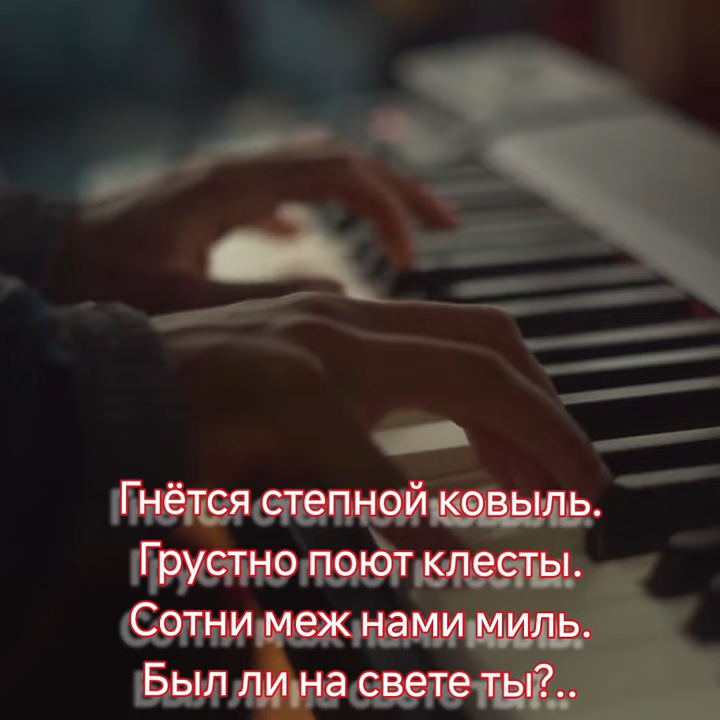 Гнётся степной ковыль.
Грустно поют клесты.
Сотни меж нами миль.
Был ли на свете ты?..